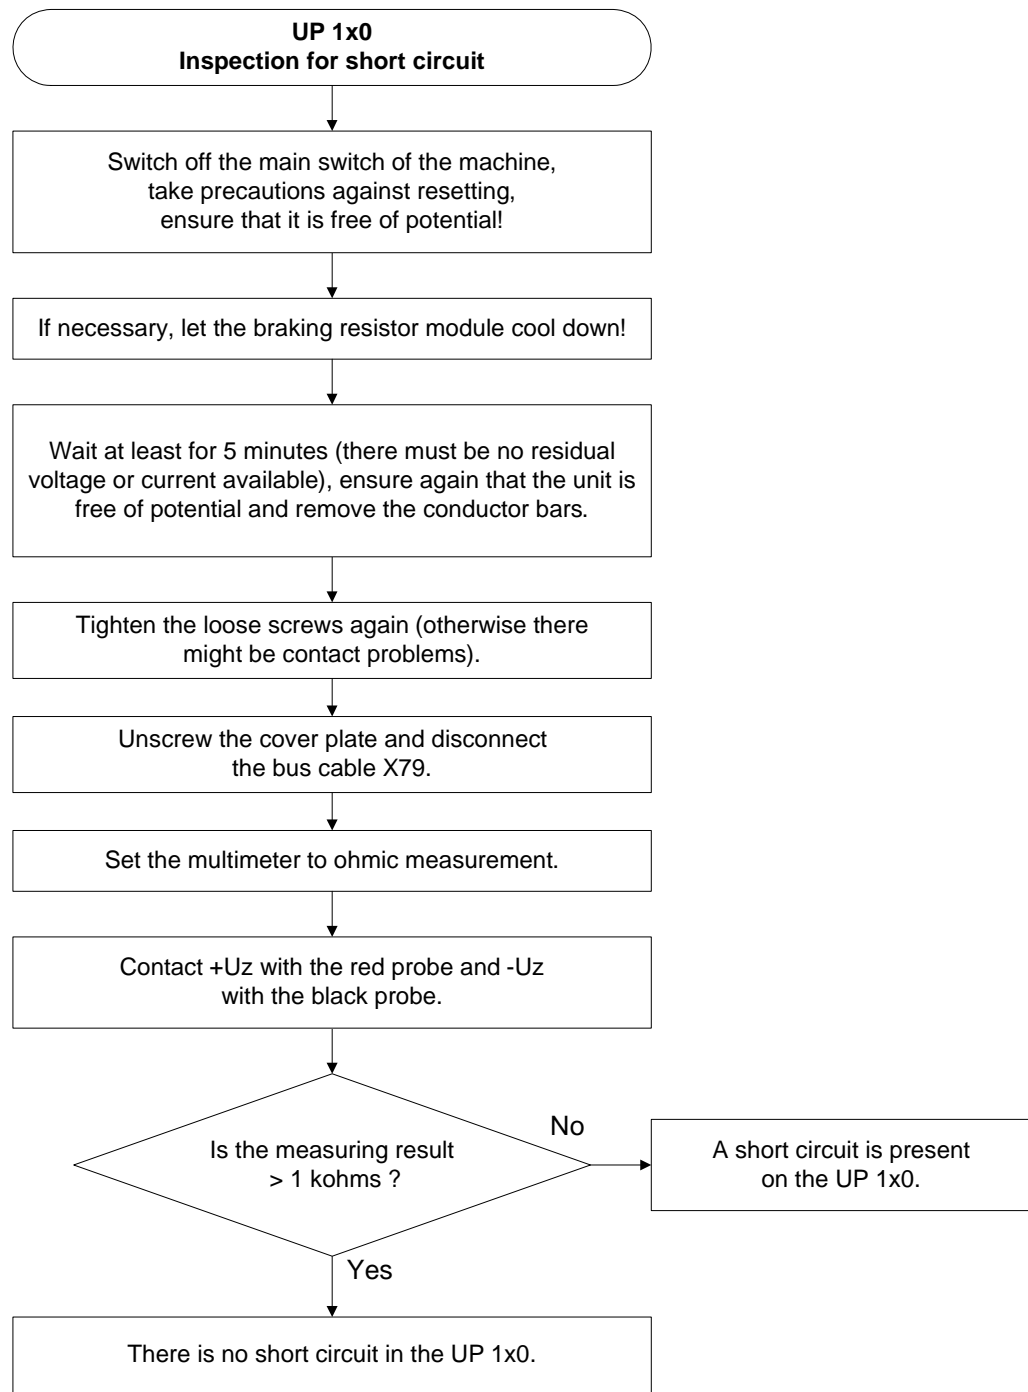 UP 1x0
Inspection for short circuit
Switch off the main switch of the machine,
take precautions against resetting,
ensure that it is free of potential!
If necessary, let the braking resistor module cool down!
Wait at least for 5 minutes (there must be no residual
voltage or current available), ensure again that the unit is
free of potential and remove the conductor bars.
Tighten the loose screws again (otherwise there
might be contact problems).
Unscrew the cover plate and disconnect
the bus cable X79.
Set the multimeter to ohmic measurement.
Contact +Uz with the red probe and -Uz
with the black probe.
Is the measuring result
> 1 kohms ?
No
A short circuit is present
on the UP 1x0.
Yes
There is no short circuit in the UP 1x0.